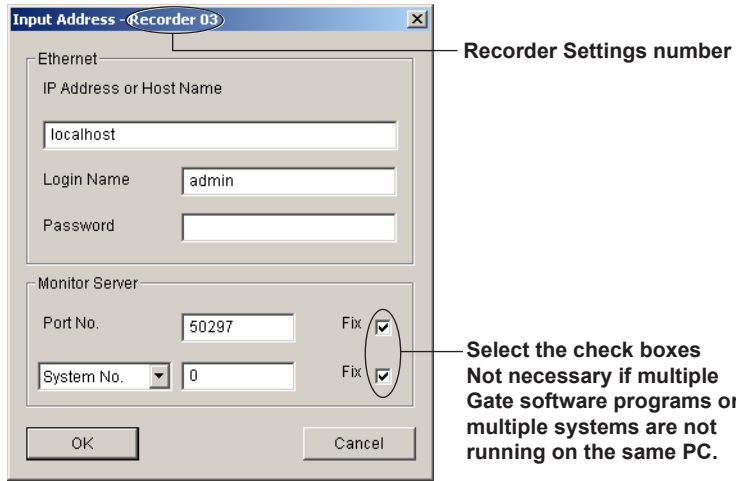 Input Address - Recorder 03
Recorder Settings number
Ethernet
IP Address or Host Name
localhost
Login Name admin
Password
Monitor Server
Port No. 50297 Fix
System No. 0 Fix
Select the check boxes
Not necessary if multiple
Gate software programs or
multiple systems are not
running on the same PC.
OK Cancel